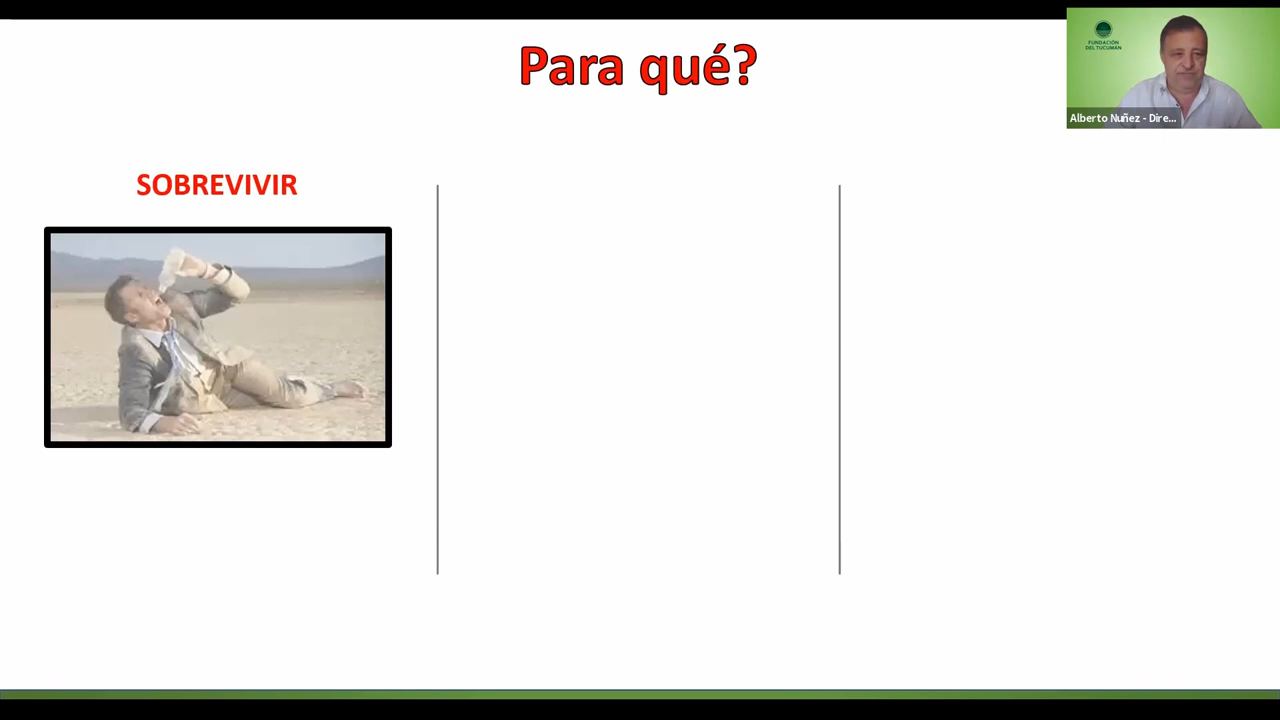 Para qué?
FUNDACIÓN
DEL TUCUMÁN
Alberto Nuñez - Dire...
SOBREVIVIR